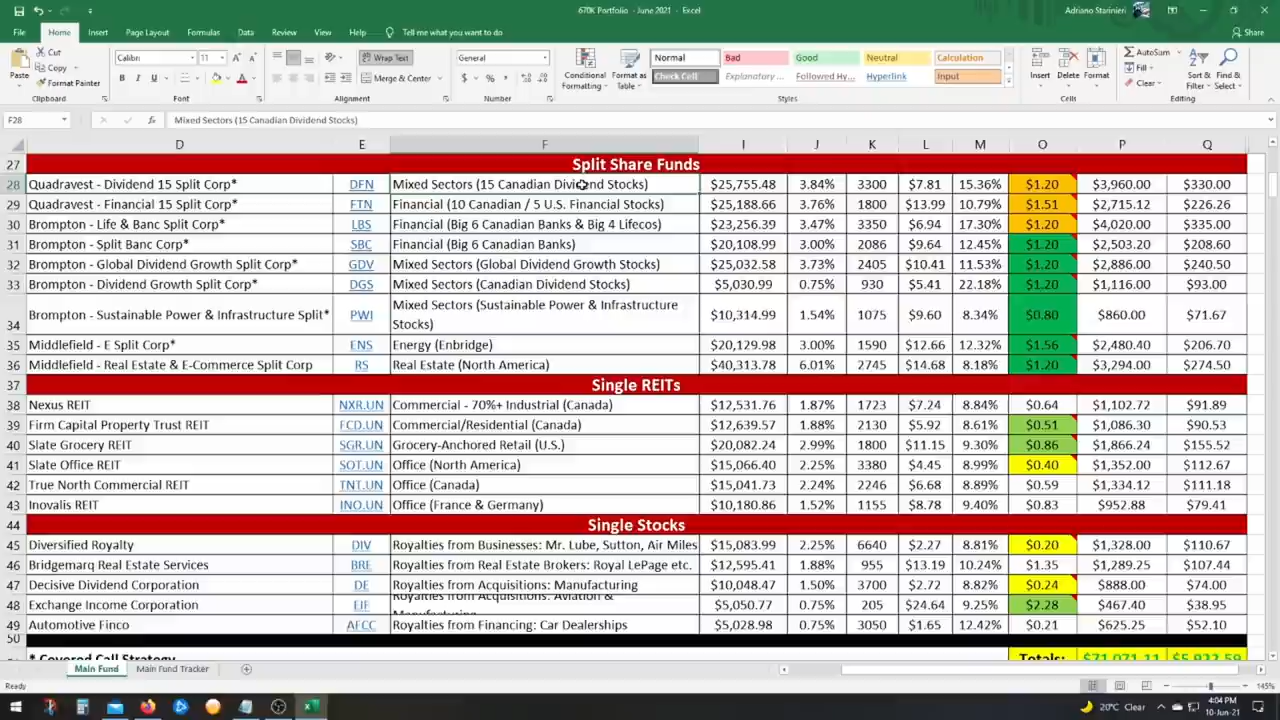 670K Portfolio - June 2021 - Excel
Adriano Starinieri
File Home Insert Page Layout Formulas Data Review View Help Tell me what you want to do Share
Paste Cut Copy Format Painter Clipboard
Calibri 11 B I U Font
Wrap Text Merge & Center Alignment
General $ % Number
Conditional Formatting Format as Table
Normal Bad Good Neutral Calculation
Check Cell Explanatory ... Followed Hy... Hyperlink Input
Styles
Insert Delete Format Cells
AutoSum Fill Clear Sort & Filter Find & Select Editing
F28 fx Mixed Sectors (15 Canadian Dividend Stocks)
D E F I J K L M O P Q
27 Split Share Funds
28 Quadravest - Dividend 15 Split Corp* DFN Mixed Sectors (15 Canadian Dividend Stocks) $25,755.48 3.84% 3300 $7.81 15.36% $1.20 $3,960.00 $330.00
29 Quadravest - Financial 15 Split Corp* FTN Financial (10 Canadian / 5 U.S. Financial Stocks) $25,188.66 3.76% 1800 $13.99 10.79% $1.51 $2,715.12 $226.26
30 Brompton - Life & Banc Split Corp* LBS Financial (Big 6 Canadian Banks & Big 4 Lifecos) $23,256.39 3.47% 3350 $6.94 17.30% $1.20 $4,020.00 $335.00
31 Brompton - Split Banc Corp* SBC Financial (Big 6 Canadian Banks) $20,108.99 3.00% 2086 $9.64 12.45% $1.20 $2,503.20 $208.60
32 Brompton - Global Dividend Growth Split Corp* GDV Mixed Sectors (Global Dividend Growth Stocks) $25,032.58 3.73% 2405 $10.41 11.53% $1.20 $2,886.00 $240.50
33 Brompton - Dividend Growth Split Corp* DGS Mixed Sectors (Canadian Dividend Stocks) $5,030.99 0.75% 930 $5.41 22.18% $1.20 $1,116.00 $93.00
34 Brompton - Sustainable Power & Infrastructure Split* PWI Mixed Sectors (Sustainable Power & Infrastructure Stocks) $10,314.99 1.54% 1075 $9.60 8.34% $0.80 $860.00 $71.67
35 Middlefield - E Split Corp* ENS Energy (Enbridge) $20,129.98 3.00% 1590 $12.66 12.32% $1.56 $2,480.40 $206.70
36 Middlefield - Real Estate & E-Commerce Split Corp RS Real Estate (North America) $40,313.78 6.01% 2745 $14.68 8.18% $1.20 $3,294.00 $274.50
37 Single REITs
38 Nexus REIT NXR.UN Commercial - 70%+ Industrial (Canada) $12,531.76 1.87% 1723 $7.24 8.84% $0.64 $1,102.72 $91.89
39 Firm Capital Property Trust REIT FCD.UN Commercial/Residential (Canada) $12,639.57 1.88% 2130 $5.92 8.61% $0.51 $1,086.30 $90.53
40 Slate Grocery REIT SGR.UN Grocery-Anchored Retail (U.S.) $20,082.24 2.99% 1800 $11.15 9.30% $0.86 $1,866.24 $155.52
41 Slate Office REIT SOT.UN Office (North America) $15,066.40 2.25% 3380 $4.45 8.99% $0.40 $1,352.00 $112.67
42 True North Commercial REIT TNT.UN Office (Canada) $15,041.73 2.24% 2246 $6.68 8.99% $0.59 $1,334.12 $111.18
43 Inovalis REIT INO.UN Office (France & Germany) $10,180.86 1.52% 1155 $8.78 9.40% $0.83 $952.88 $79.41
44 Single Stocks
45 Diversified Royalty DIV Royalties from Businesses: Mr. Lube, Sutton, Air Miles $15,083.99 2.25% 6640 $2.27 8.81% $0.20 $1,328.00 $110.67
46 Bridgemarq Real Estate Services BRE Royalties from Real Estate Brokers: Royal LePage etc. $12,595.41 1.88% 955 $13.19 10.24% $1.35 $1,289.25 $107.44
47 Decisive Dividend Corporation DE Royalties from Acquisitions: Manufacturing $10,048.47 1.50% 3700 $2.72 8.82% $0.24 $888.00 $74.00
48 Exchange Income Corporation EIF Royalties from Acquisitions: Aviation & Manufacturing $5,050.77 0.75% 205 $24.64 9.25% $2.28 $467.40 $38.95
49 Automotive Finco AFCC Royalties from Financing: Car Dealerships $5,028.98 0.75% 3050 $1.65 12.42% $0.21 $625.25 $52.10
50
* Covered Call Strategy Totals: $71,071.11 $5,922.59
Main Fund Main Fund Tracker
Ready 145%
20°C Clear 4:04 PM
10-Jun-21